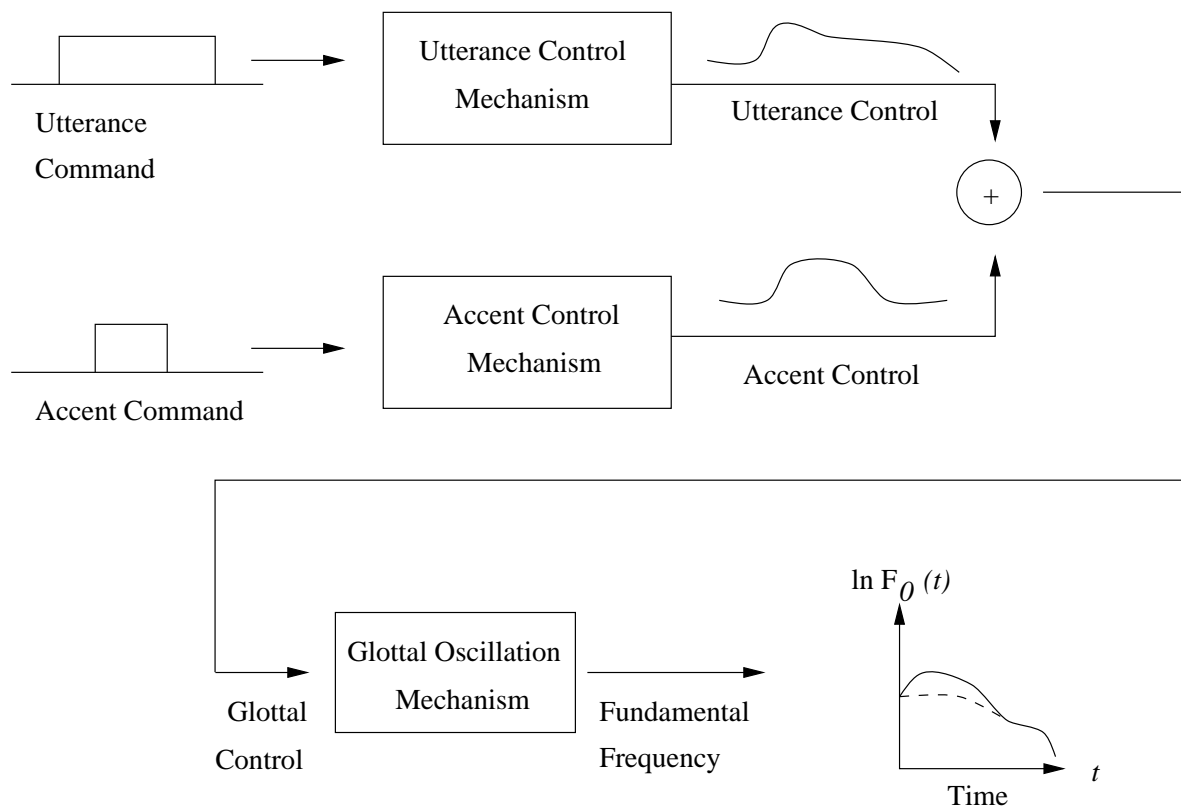 Utterance
Command
Utterance Control
Mechanism
Utterance Control
+
Accent Command
Accent Control
Mechanism
Accent Control
Glottal
Control
Glottal Oscillation
Mechanism
Fundamental
Frequency
ln F0 (t)
t
Time